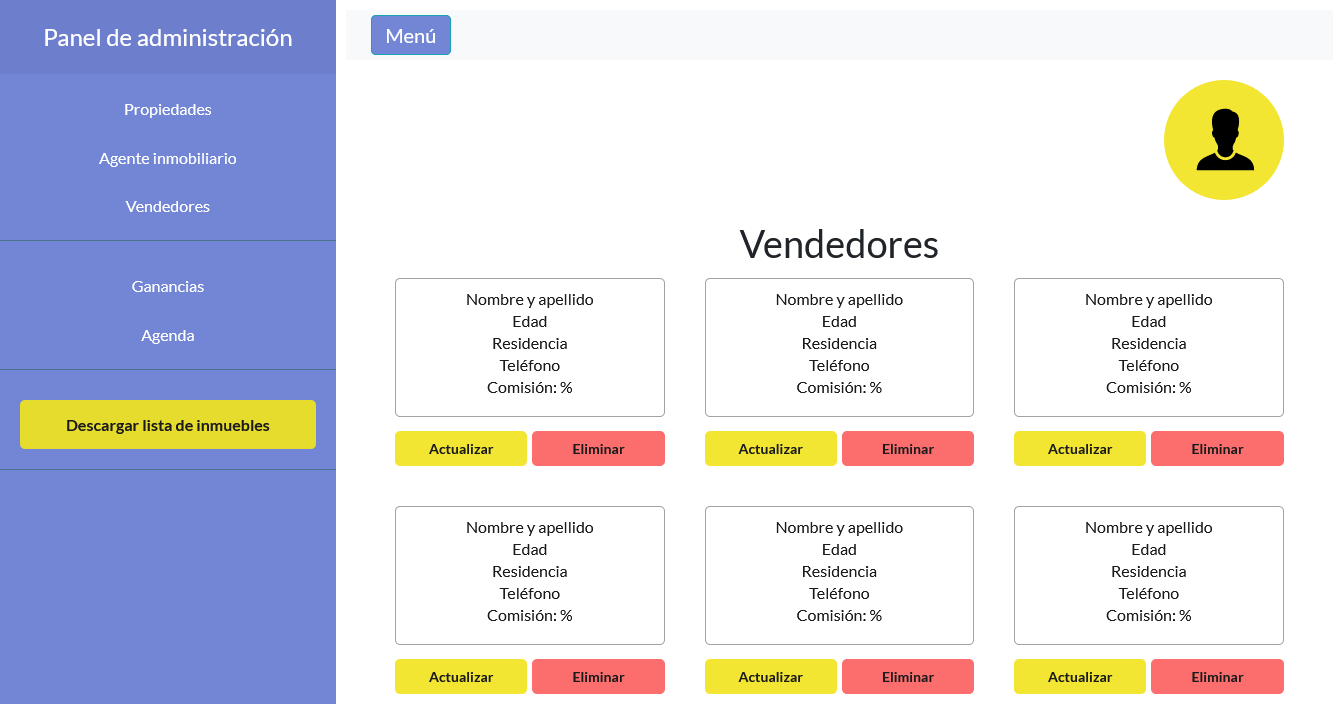 Panel de administración
Propiedades
Agente inmobiliario
Vendedores
Ganancias
Agenda
Descargar lista de inmuebles
Menú
Vendedores
Nombre y apellido
Edad
Residencia
Teléfono
Comisión: %
Actualizar
Eliminar
Nombre y apellido
Edad
Residencia
Teléfono
Comisión: %
Actualizar
Eliminar
Nombre y apellido
Edad
Residencia
Teléfono
Comisión: %
Actualizar
Eliminar
Nombre y apellido
Edad
Residencia
Teléfono
Comisión: %
Actualizar
Eliminar
Nombre y apellido
Edad
Residencia
Teléfono
Comisión: %
Actualizar
Eliminar
Nombre y apellido
Edad
Residencia
Teléfono
Comisión: %
Actualizar
Eliminar